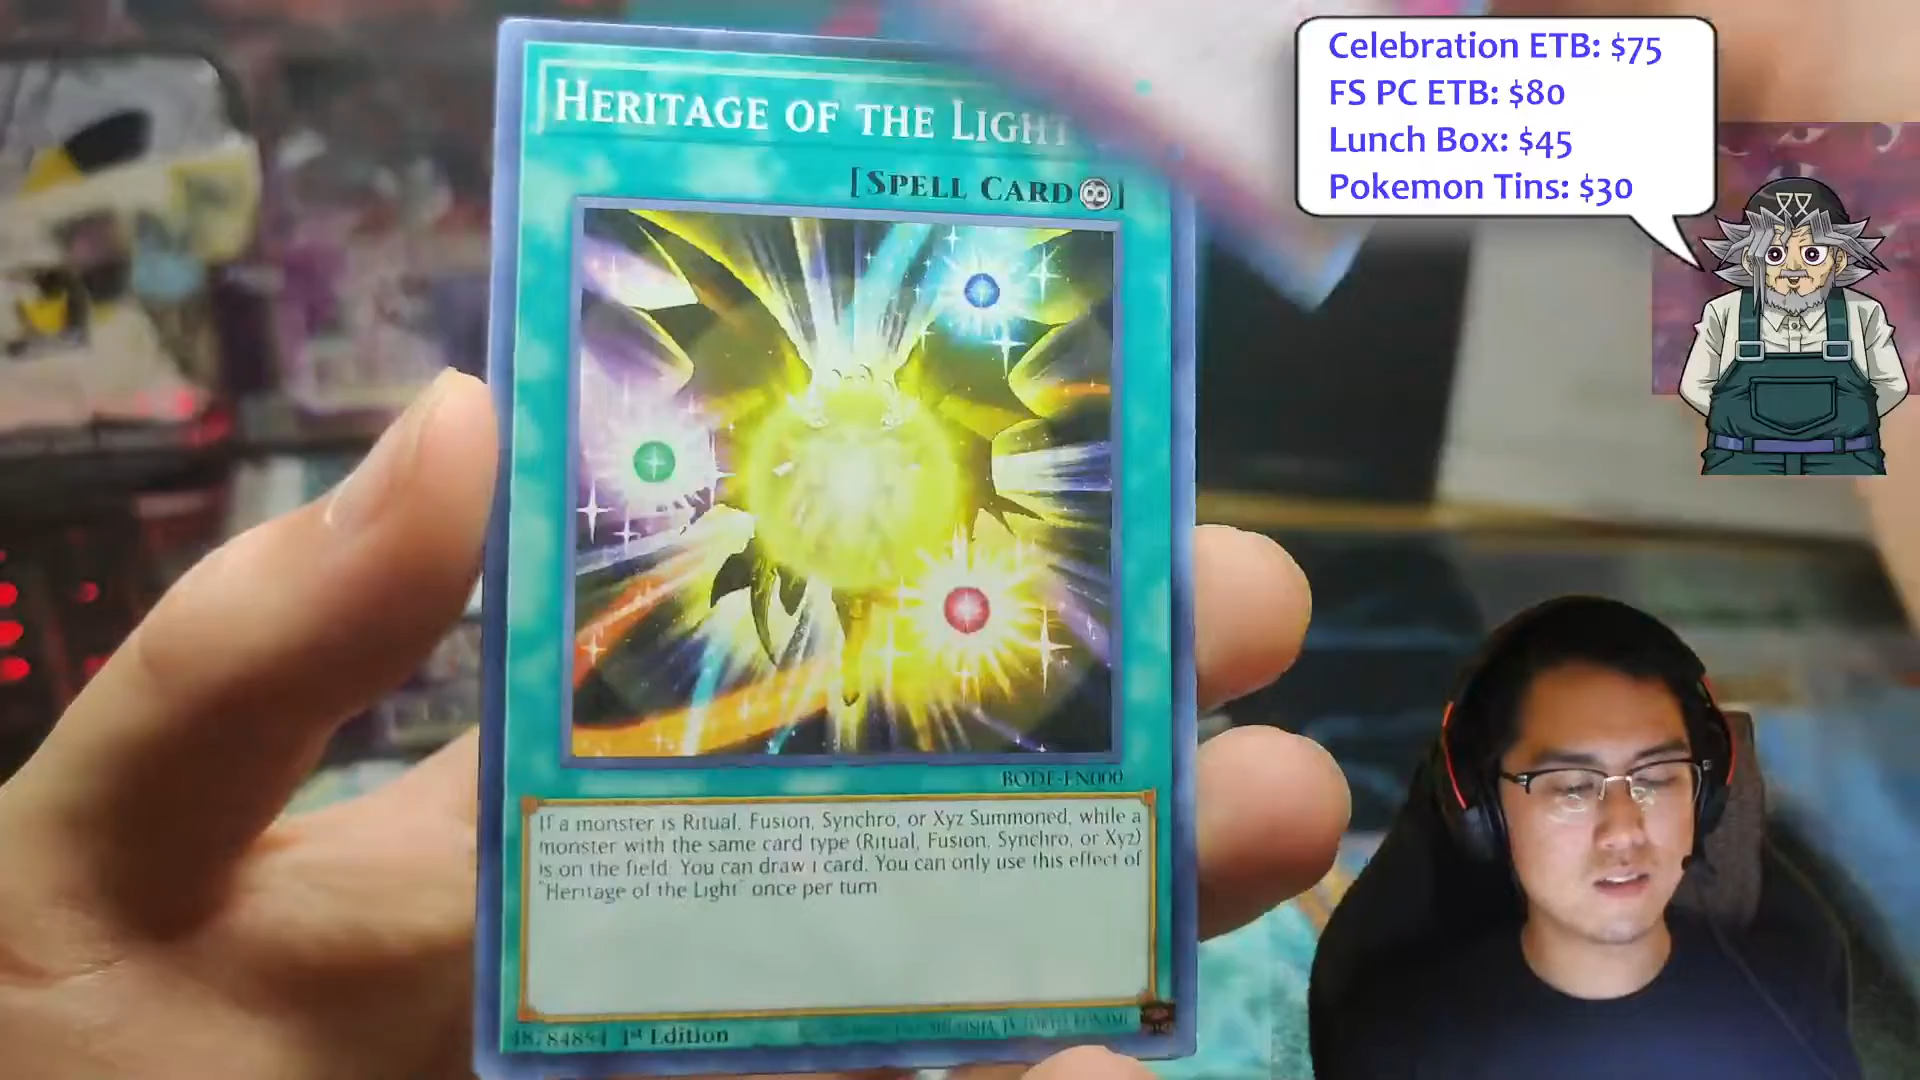 Celebration ETB: $75
FS PC ETB: $80
Lunch Box: $45
Pokemon Tins: $30
HERITAGE OF THE LIGHT
[SPELL CARD]
BODE-EN000
If a monster is Ritual, Fusion, Synchro, or Xyz Summoned, while a
monster with the same card type (Ritual, Fusion, Synchro, or Xyz)
is on the field: You can draw 1 card. You can only use this effect of
"Heritage of the Light" once per turn
1st Edition